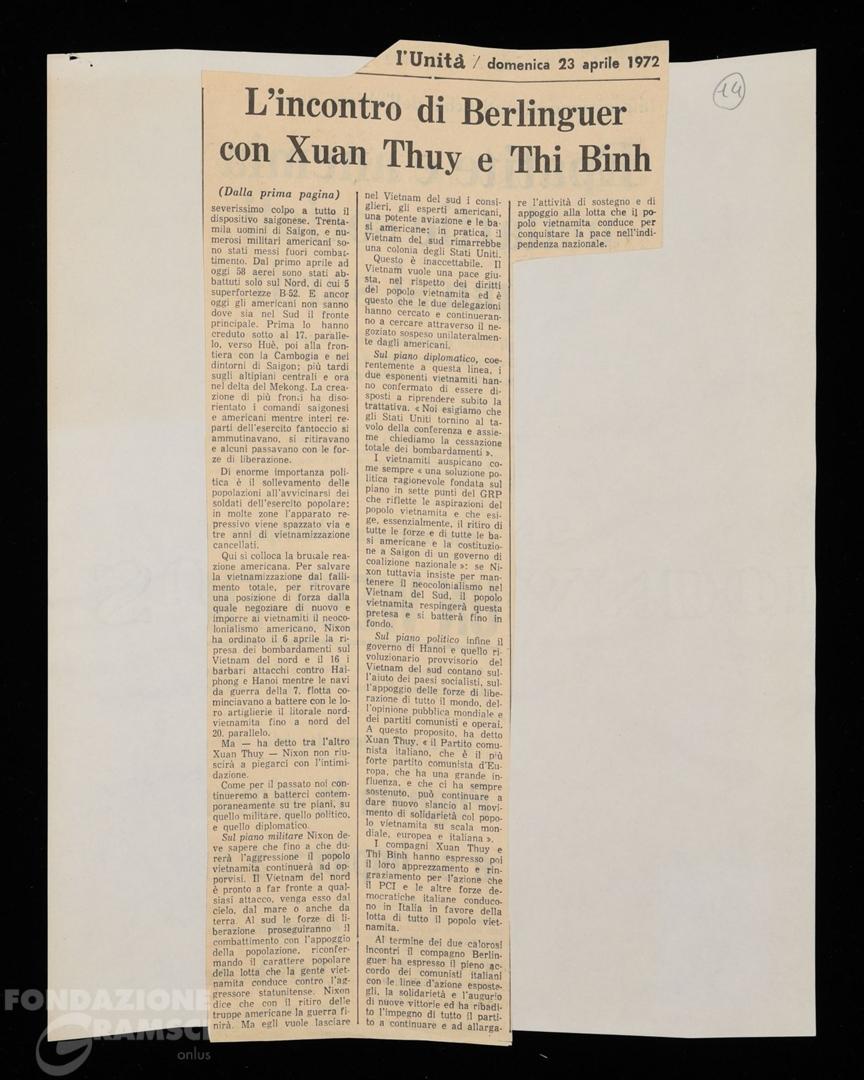 l'Unità / domenica 23 aprile 1972
14
L'incontro di Berlinguer
con Xuan Thuy e Thi Binh
(Dalla prima pagina)
severissimo colpo a tutto il
dispositivo saigonese. Trenta-
mila uomini di Saigon, e nu-
merosi militari americani so-
no stati messi fuori combat-
timento. Dal primo aprile ad
oggi 58 aerei sono stati ab-
battuti solo sul Nord, di cui 5
superfortezze B-52. E ancor
oggi gli americani non sanno
dove sia nel Sud il fronte
principale. Prima lo hanno
creduto sotto al 17. paralle-
lo, verso Huè, poi alla fron-
tiera con la Cambogia e nei
dintorni di Saigon; più tardi
sugli altipiani centrali e ora
nel delta del Mekong. La crea-
zione di più fronti ha diso-
rientato i comandi saigonesi
e americani mentre interi re-
parti dell'esercito fantoccio si
ammutinavano, si ritiravano
e alcuni passavano con le for-
ze di liberazione.
Di enorme importanza poli-
tica è il sollevamento delle
popolazioni all'avvicinarsi dei
soldati dell'esercito popolare;
in molte zone l'apparato re-
pressivo viene spazzato via e
tre anni di vietnamizzazione
cancellati.
Qui si colloca la brutale rea-
zione americana. Per salvare
la vietnamizzazione dal falli-
mento totale, per ritrovare
una posizione di forza dalla
quale negoziare di nuovo e
imporre ai vietnamiti il neoco-
lonialismo americano, Nixon
ha ordinato il 6 aprile la ri-
presa dei bombardamenti sul
Vietnam del nord e il 16 i
barbari attacchi contro Hai-
phong e Hanoi mentre le navi
da guerra della 7. flotta co-
minciavano a battere con le lo-
ro artiglierie il litorale nord-
vietnamita fino a nord del
20. parallelo.
Ma — ha detto tra l'altro
Xuan Thuy — Nixon non riu-
scirà a piegarci con l'intimi-
dazione.
Come per il passato noi con-
tinueremo a batterci contem-
poraneamente su tre piani, su
quello militare, quello politico,
e quello diplomatico.
Sul piano militare Nixon de-
ve sapere che fino a che du-
rerà l'aggressione il popolo
vietnamita continuerà ad op-
porvisi. Il Vietnam del nord
è pronto a far fronte a qual-
siasi attacco, venga esso dal
cielo, dal mare o anche da
terra. Al sud le forze di li-
berazione proseguiranno il
combattimento con l'appoggio
della popolazione, riconfer-
mando il carattere popolare
della lotta che la gente viet-
namita conduce contro l'ag-
gressore statunitense. Nixon
dice che con il ritiro delle
truppe americane la guerra fi-
nirà. Ma egli vuole lasciare
nel Vietnam del sud i consi-
glieri, gli esperti americani,
una potente aviazione e le ba-
si americane; in pratica, il
Vietnam del sud rimarrebbe
una colonia degli Stati Uniti.
Questo è inaccettabile. Il
Vietnam vuole una pace giu-
sta, nel rispetto dei diritti
del popolo vietnamita ed è
questo che le due delegazioni
hanno cercato e continueran-
no a cercare attraverso il ne-
goziato sospeso unilateralmen-
te dagli americani.
Sul piano diplomatico, coe-
rentemente a questa linea, i
due esponenti vietnamiti han-
no confermato di essere di-
sposti a riprendere subito la
trattativa. « Noi esigiamo che
gli Stati Uniti tornino al ta-
volo della conferenza e assie-
me chiediamo la cessazione
totale dei bombardamenti ».
I vietnamiti auspicano co-
me sempre « una soluzione po-
litica ragionevole fondata sul
piano in sette punti del GRP
che riflette le aspirazioni del
popolo vietnamita e che esi-
ge, essenzialmente, il ritiro di
tutte le forze e di tutte le ba-
si americane e la costituzio-
ne a Saigon di un governo di
coalizione nazionale »: se Ni-
xon tuttavia insiste per man-
tenere il neocolonialismo nel
Vietnam del Sud, il popolo
vietnamita respingerà questa
pretesa e si batterà fino in
fondo.
Sul piano politico infine il
governo di Hanoi e quello ri-
voluzionario provvisorio del
Vietnam del sud contano sul-
l'aiuto dei paesi socialisti, sul-
l'appoggio delle forze di libe-
razione di tutto il mondo, del-
l'opinione pubblica mondiale e
dei partiti comunisti e operai.
A questo proposito, ha detto
Xuan Thuy, « il Partito comu-
nista italiano, che è il più
forte partito comunista d'Eu-
ropa, che ha una grande in-
fluenza, e che ci ha sempre
sostenuto, può continuare a
dare nuovo slancio al movi-
mento di solidarietà col popo-
lo vietnamita su scala mon-
diale, europea e italiana ».
I compagni Xuan Thuy e
Thi Binh hanno espresso poi
il loro apprezzamento e rin-
graziamento per l'azione che
il PCI e le altre forze de-
mocratiche italiane conduco-
no in Italia in favore della
lotta di tutto il popolo viet-
namita.
Al termine dei due calorosi
incontri il compagno Berlin-
guer ha espresso il pieno ac-
cordo dei comunisti italiani
con le linee d'azione esposte-
gli, la solidarietà e l'augurio
di nuove vittorie ed ha ribadi-
to l'impegno di tutto il parti-
to a continuare e ad allarga-
re l'attività di sostegno e di
appoggio alla lotta che il po-
polo vietnamita conduce per
conquistare la pace nell'indi-
pendenza nazionale.
FONDAZIONE
GRAMSCI
onlus